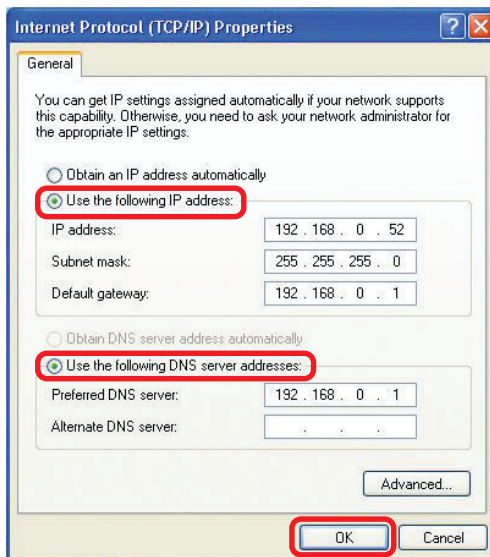 Internet Protocol (TCP/IP) Properties
General
You can get IP settings assigned automatically if your network supports
this capability. Otherwise, you need to ask your network administrator for
the appropriate IP settings.
Obtain an IP address automatically
Use the following IP address:
IP address: 192 . 168 . 0 . 52
Subnet mask: 255 . 255 . 255 . 0
Default gateway: 192 . 168 . 0 . 1
Obtain DNS server address automatically
Use the following DNS server addresses:
Preferred DNS server: 192 . 168 . 0 . 1
Alternate DNS server: . . .
Advanced...
OK Cancel